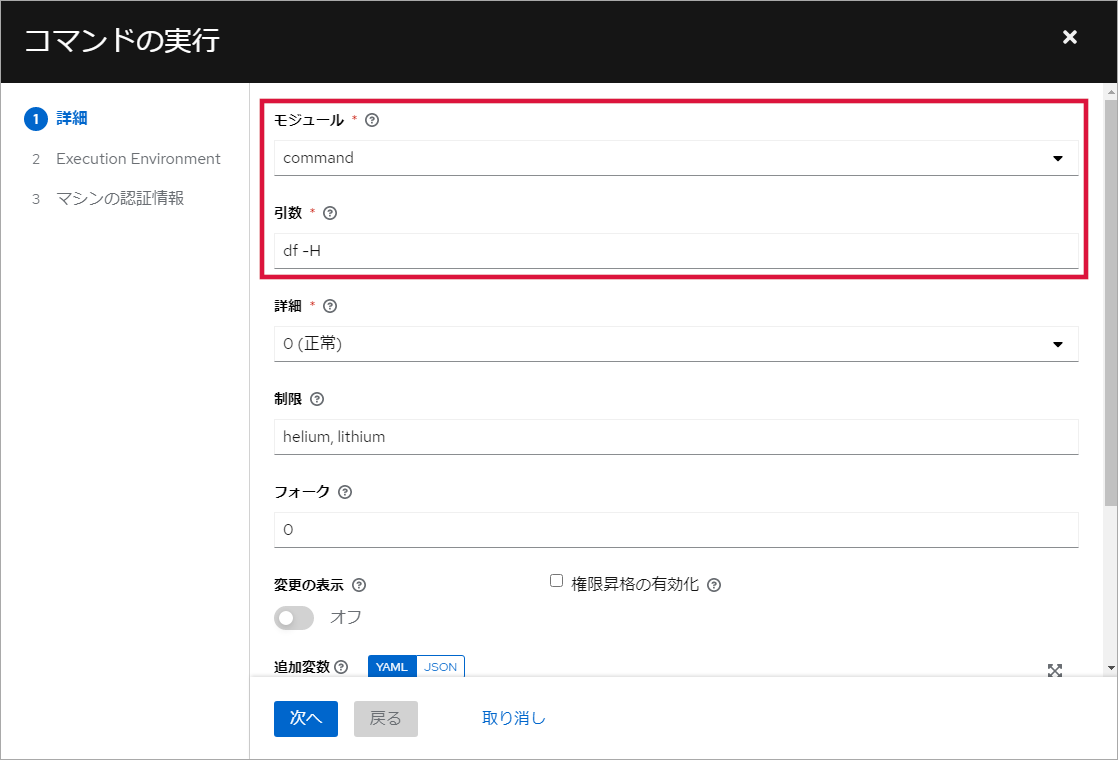 コマンドの実行
1 詳細
2 Execution Environment
3 マシンの認証情報
モジュール *
command
引数 *
df -H
詳細 *
0 (正常)
制限
helium, lithium
フォーク
0
変更の表示
オフ
権限昇格の有効化
追加変数 YAML JSON
次へ 戻る 取り消し